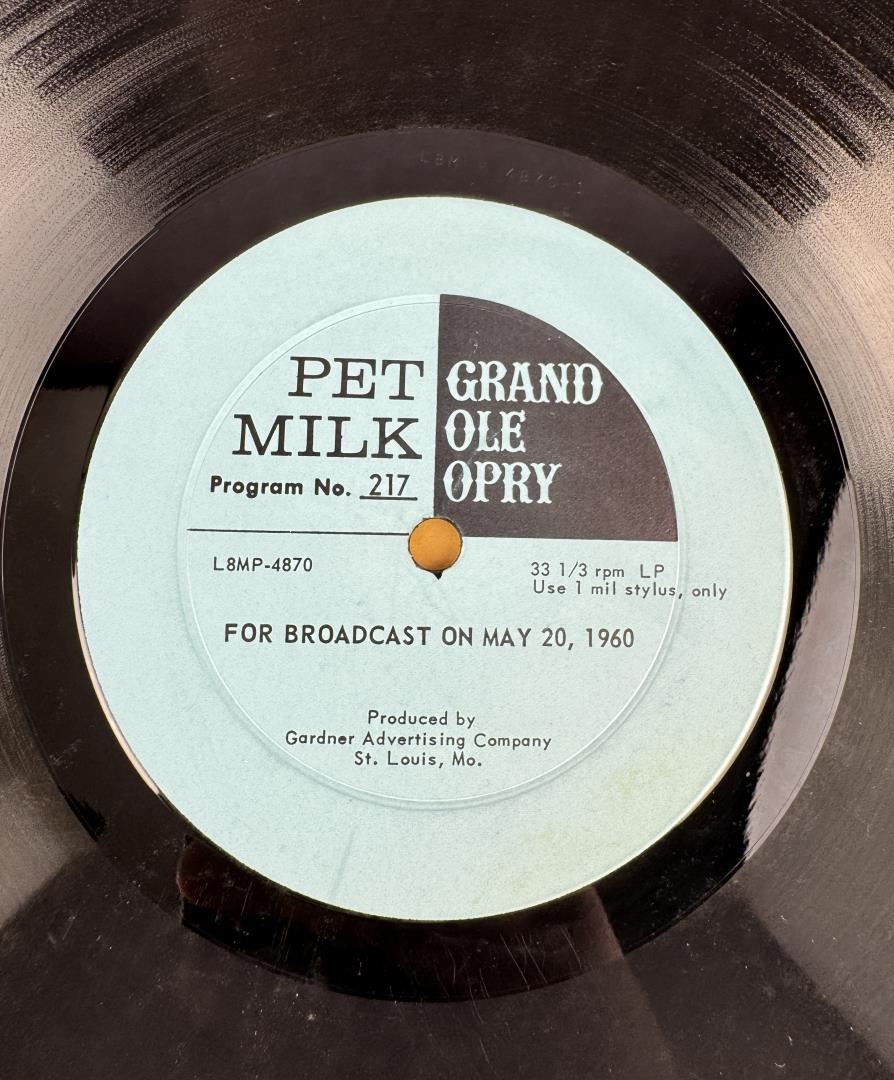 PET
MILK
Program No. 217
GRAND
OLE
OPRY
L8MP-4870
33 1/3 rpm LP
Use 1 mil stylus, only
FOR BROADCAST ON MAY 20, 1960
Produced by
Gardner Advertising Company
St. Louis, Mo.